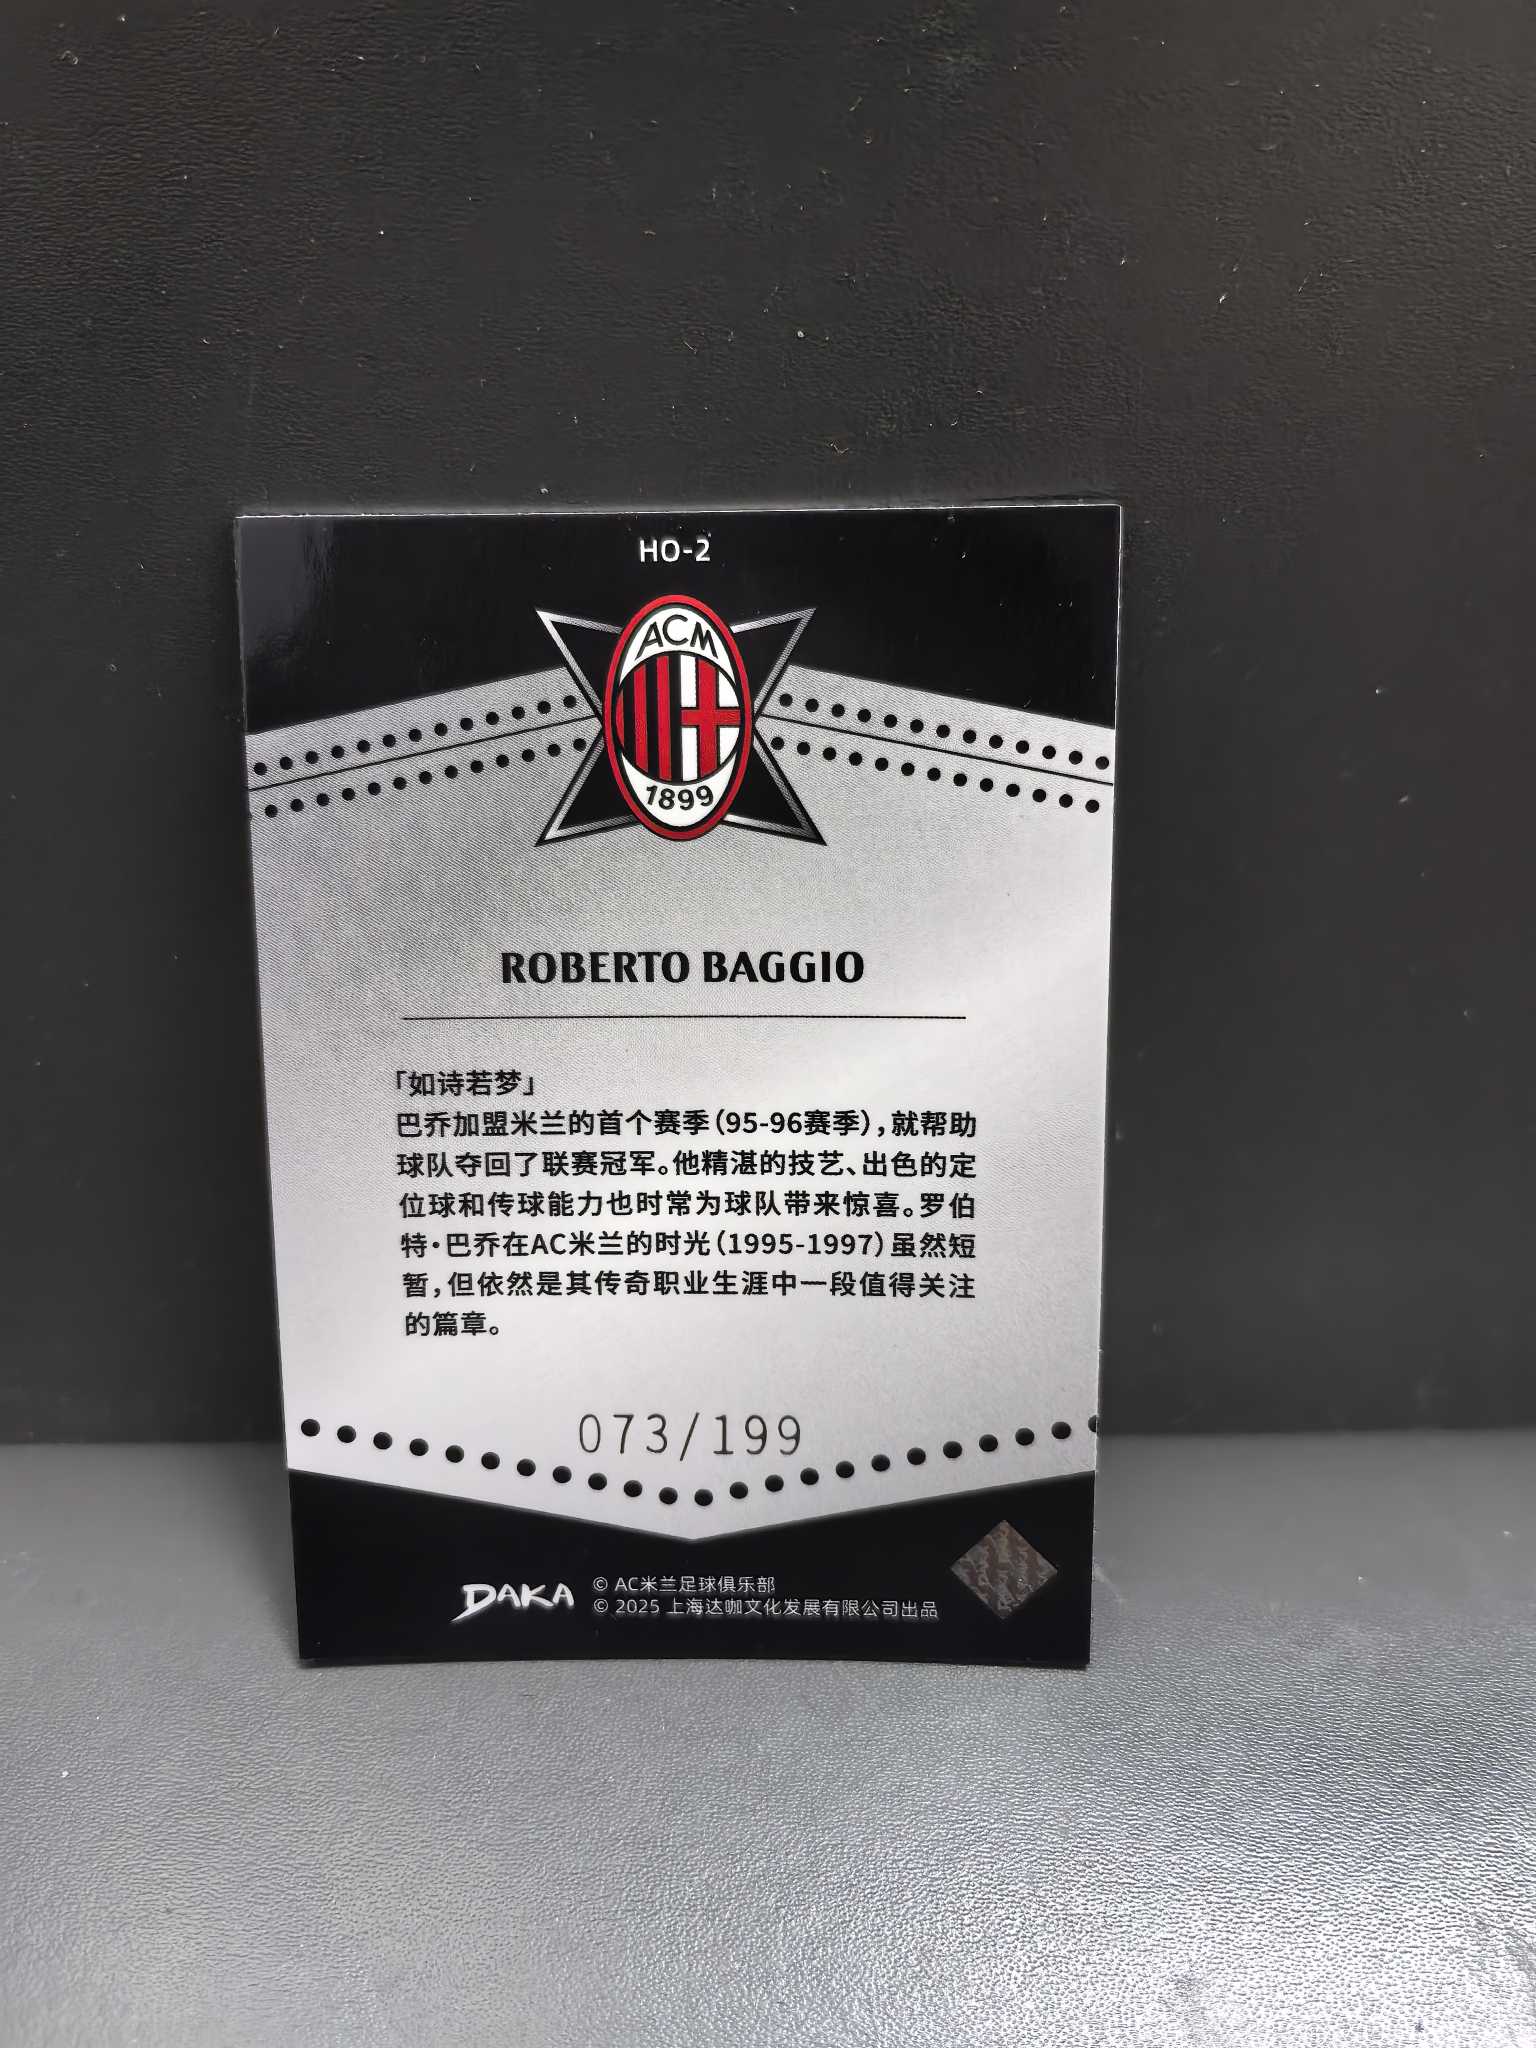 HO-2
ACM
1899
ROBERTO BAGGIO
「如诗若梦」
巴乔加盟米兰的首个赛季(95-96赛季),就帮助
球队夺回了联赛冠军。他精湛的技艺、出色的定
位球和传球能力也时常为球队带来惊喜。罗伯
特·巴乔在AC米兰的时光(1995-1997)虽然短
暂,但依然是其传奇职业生涯中一段值得关注
的篇章。
073/199
DAKA
© AC米兰足球俱乐部
© 2025 上海达咖文化发展有限公司出品